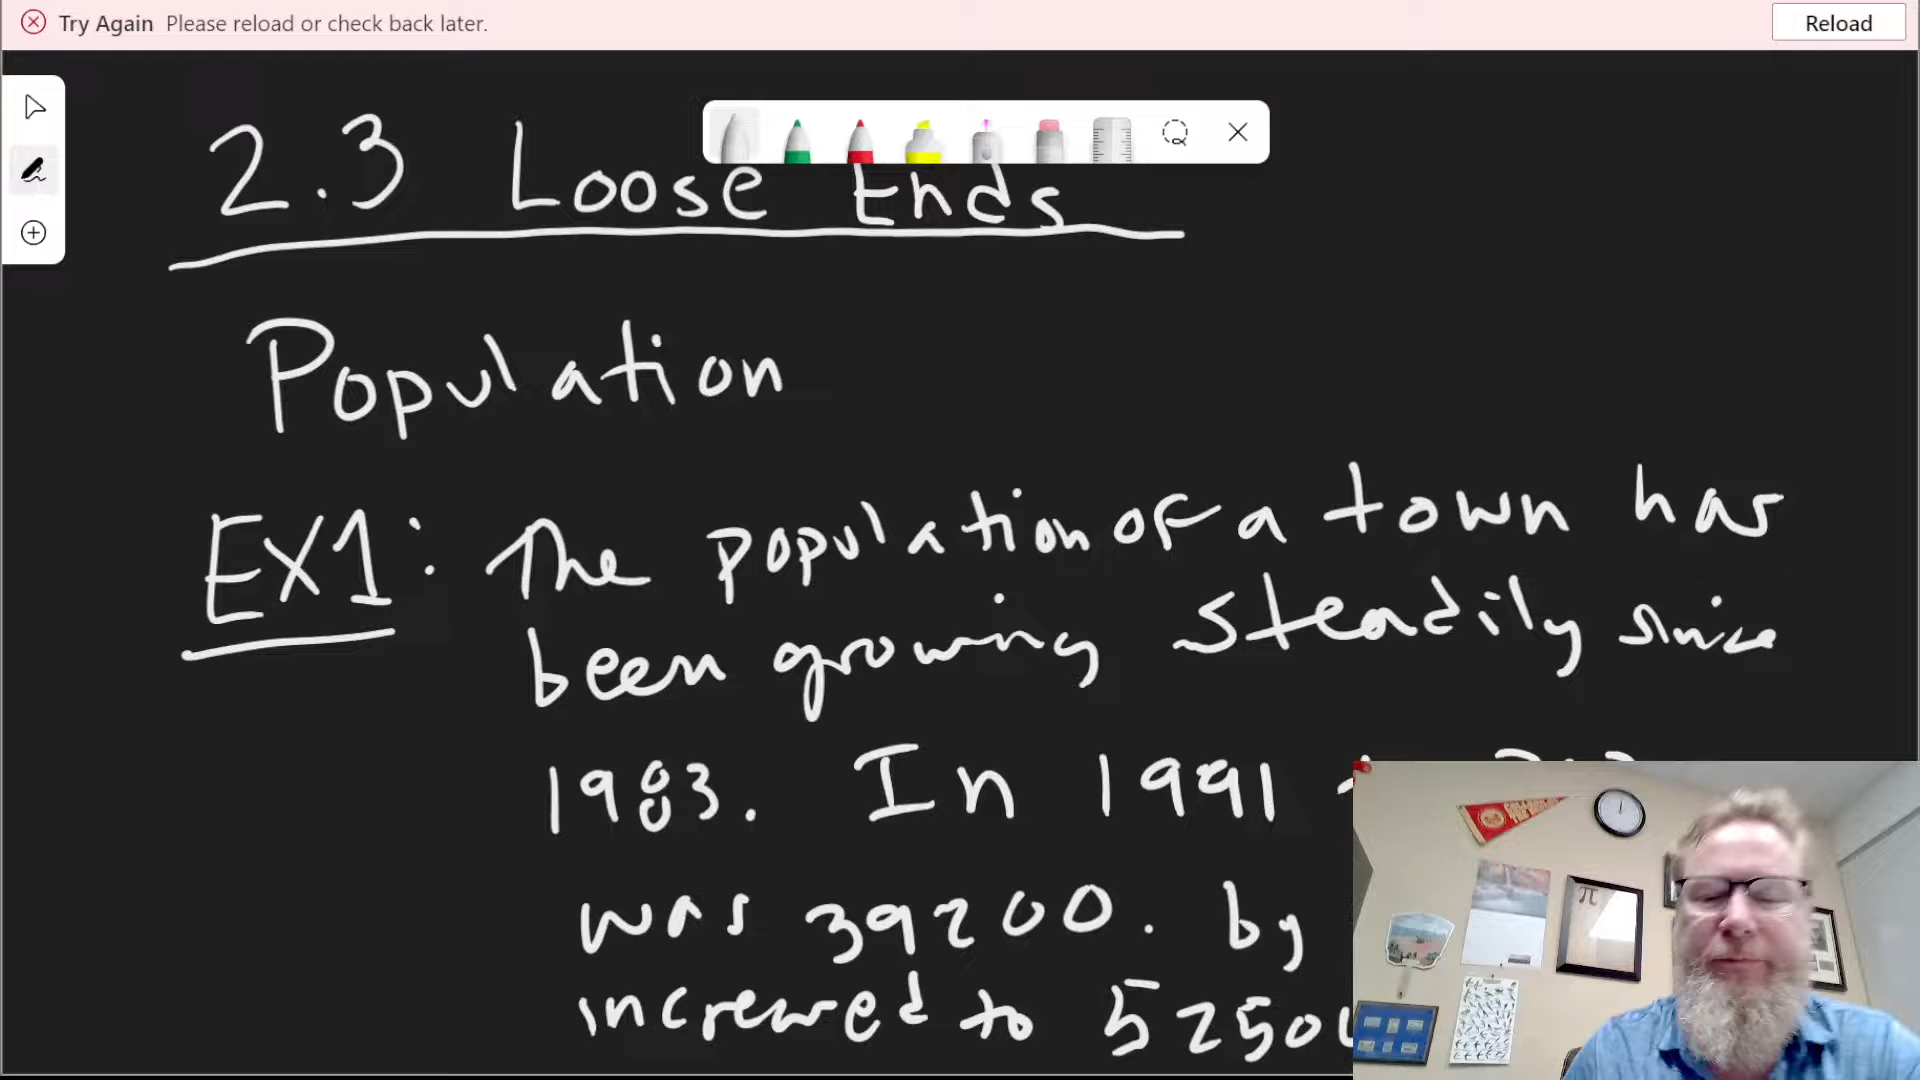 Try Again Please reload or check back later.
Reload
2.3 Loose Ends
Population
EX1: The population of a town has
been growing steadily since
1983. In 1991
was 39200. by
increased to 5250
π